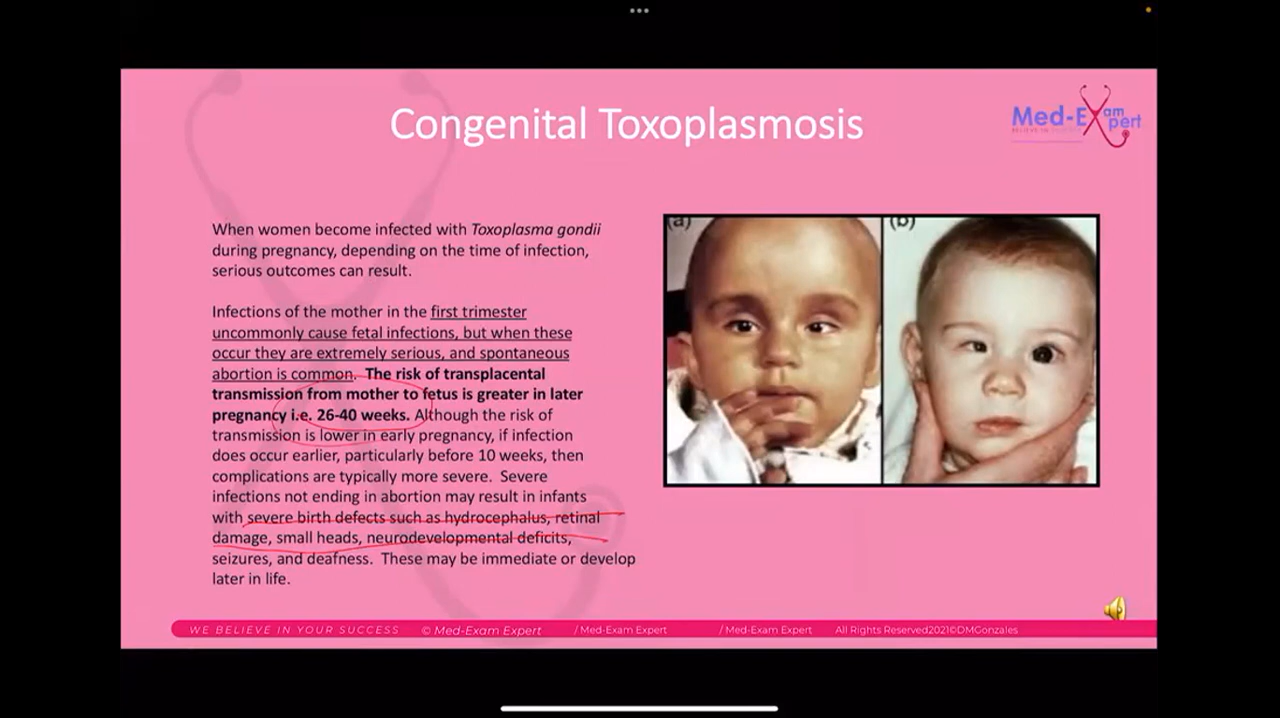 Congenital Toxoplasmosis
Med-Exam
pert
When women become infected with Toxoplasma gondii
during pregnancy, depending on the time of infection,
serious outcomes can result.
Infections of the mother in the first trimester
uncommonly cause fetal infections, but when these
occur they are extremely serious, and spontaneous
abortion is common. The risk of transplacental
transmission from mother to fetus is greater in later
pregnancy i.e. 26-40 weeks. Although the risk of
transmission is lower in early pregnancy, if infection
does occur earlier, particularly before 10 weeks, then
complications are typically more severe. Severe
infections not ending in abortion may result in infants
with severe birth defects such as hydrocephalus, retinal
damage, small heads, neurodevelopmental deficits,
seizures, and deafness. These may be immediate or develop
later in life.
(a) (b)
WE BELIEVE IN YOUR SUCCESS © Med-Exam Expert / Med-Exam Expert / Med-Exam Expert All Rights Reserved2021©DMGonzales